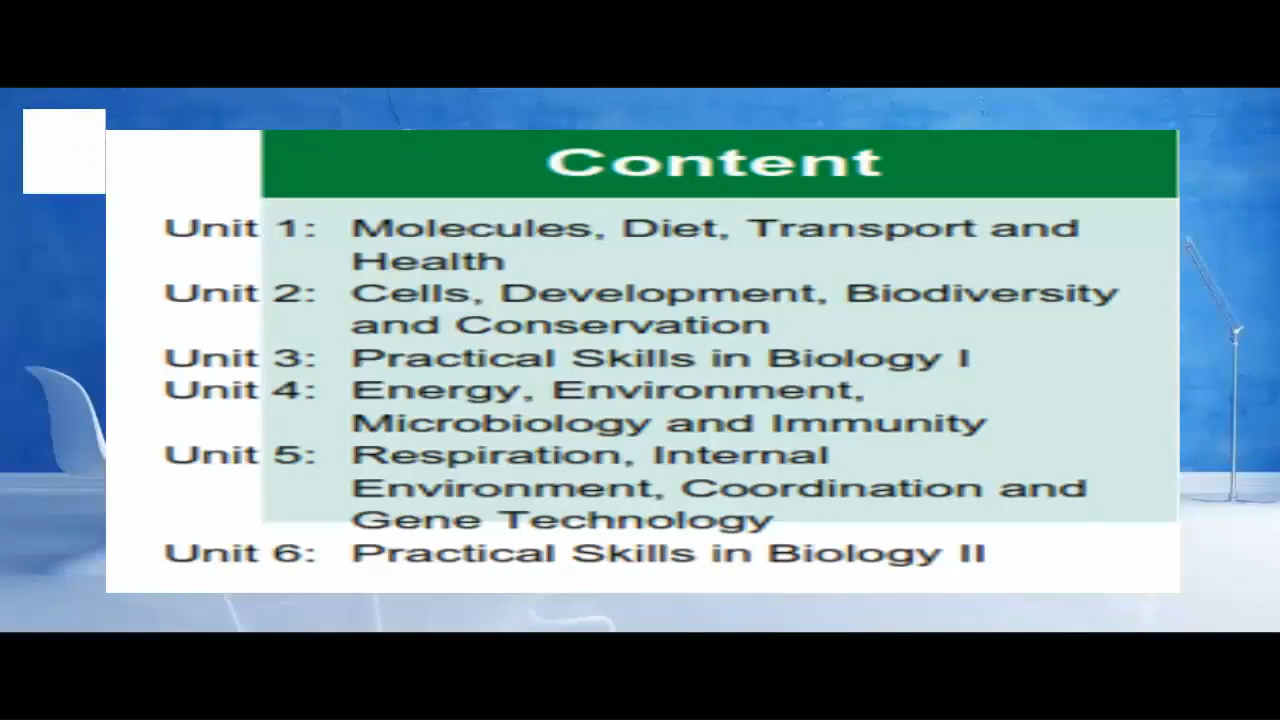 Content
Unit 1: Molecules, Diet, Transport and
Health
Unit 2: Cells, Development, Biodiversity
and Conservation
Unit 3: Practical Skills in Biology I
Unit 4: Energy, Environment,
Microbiology and Immunity
Unit 5: Respiration, Internal
Environment, Coordination and
Gene Technology
Unit 6: Practical Skills in Biology II